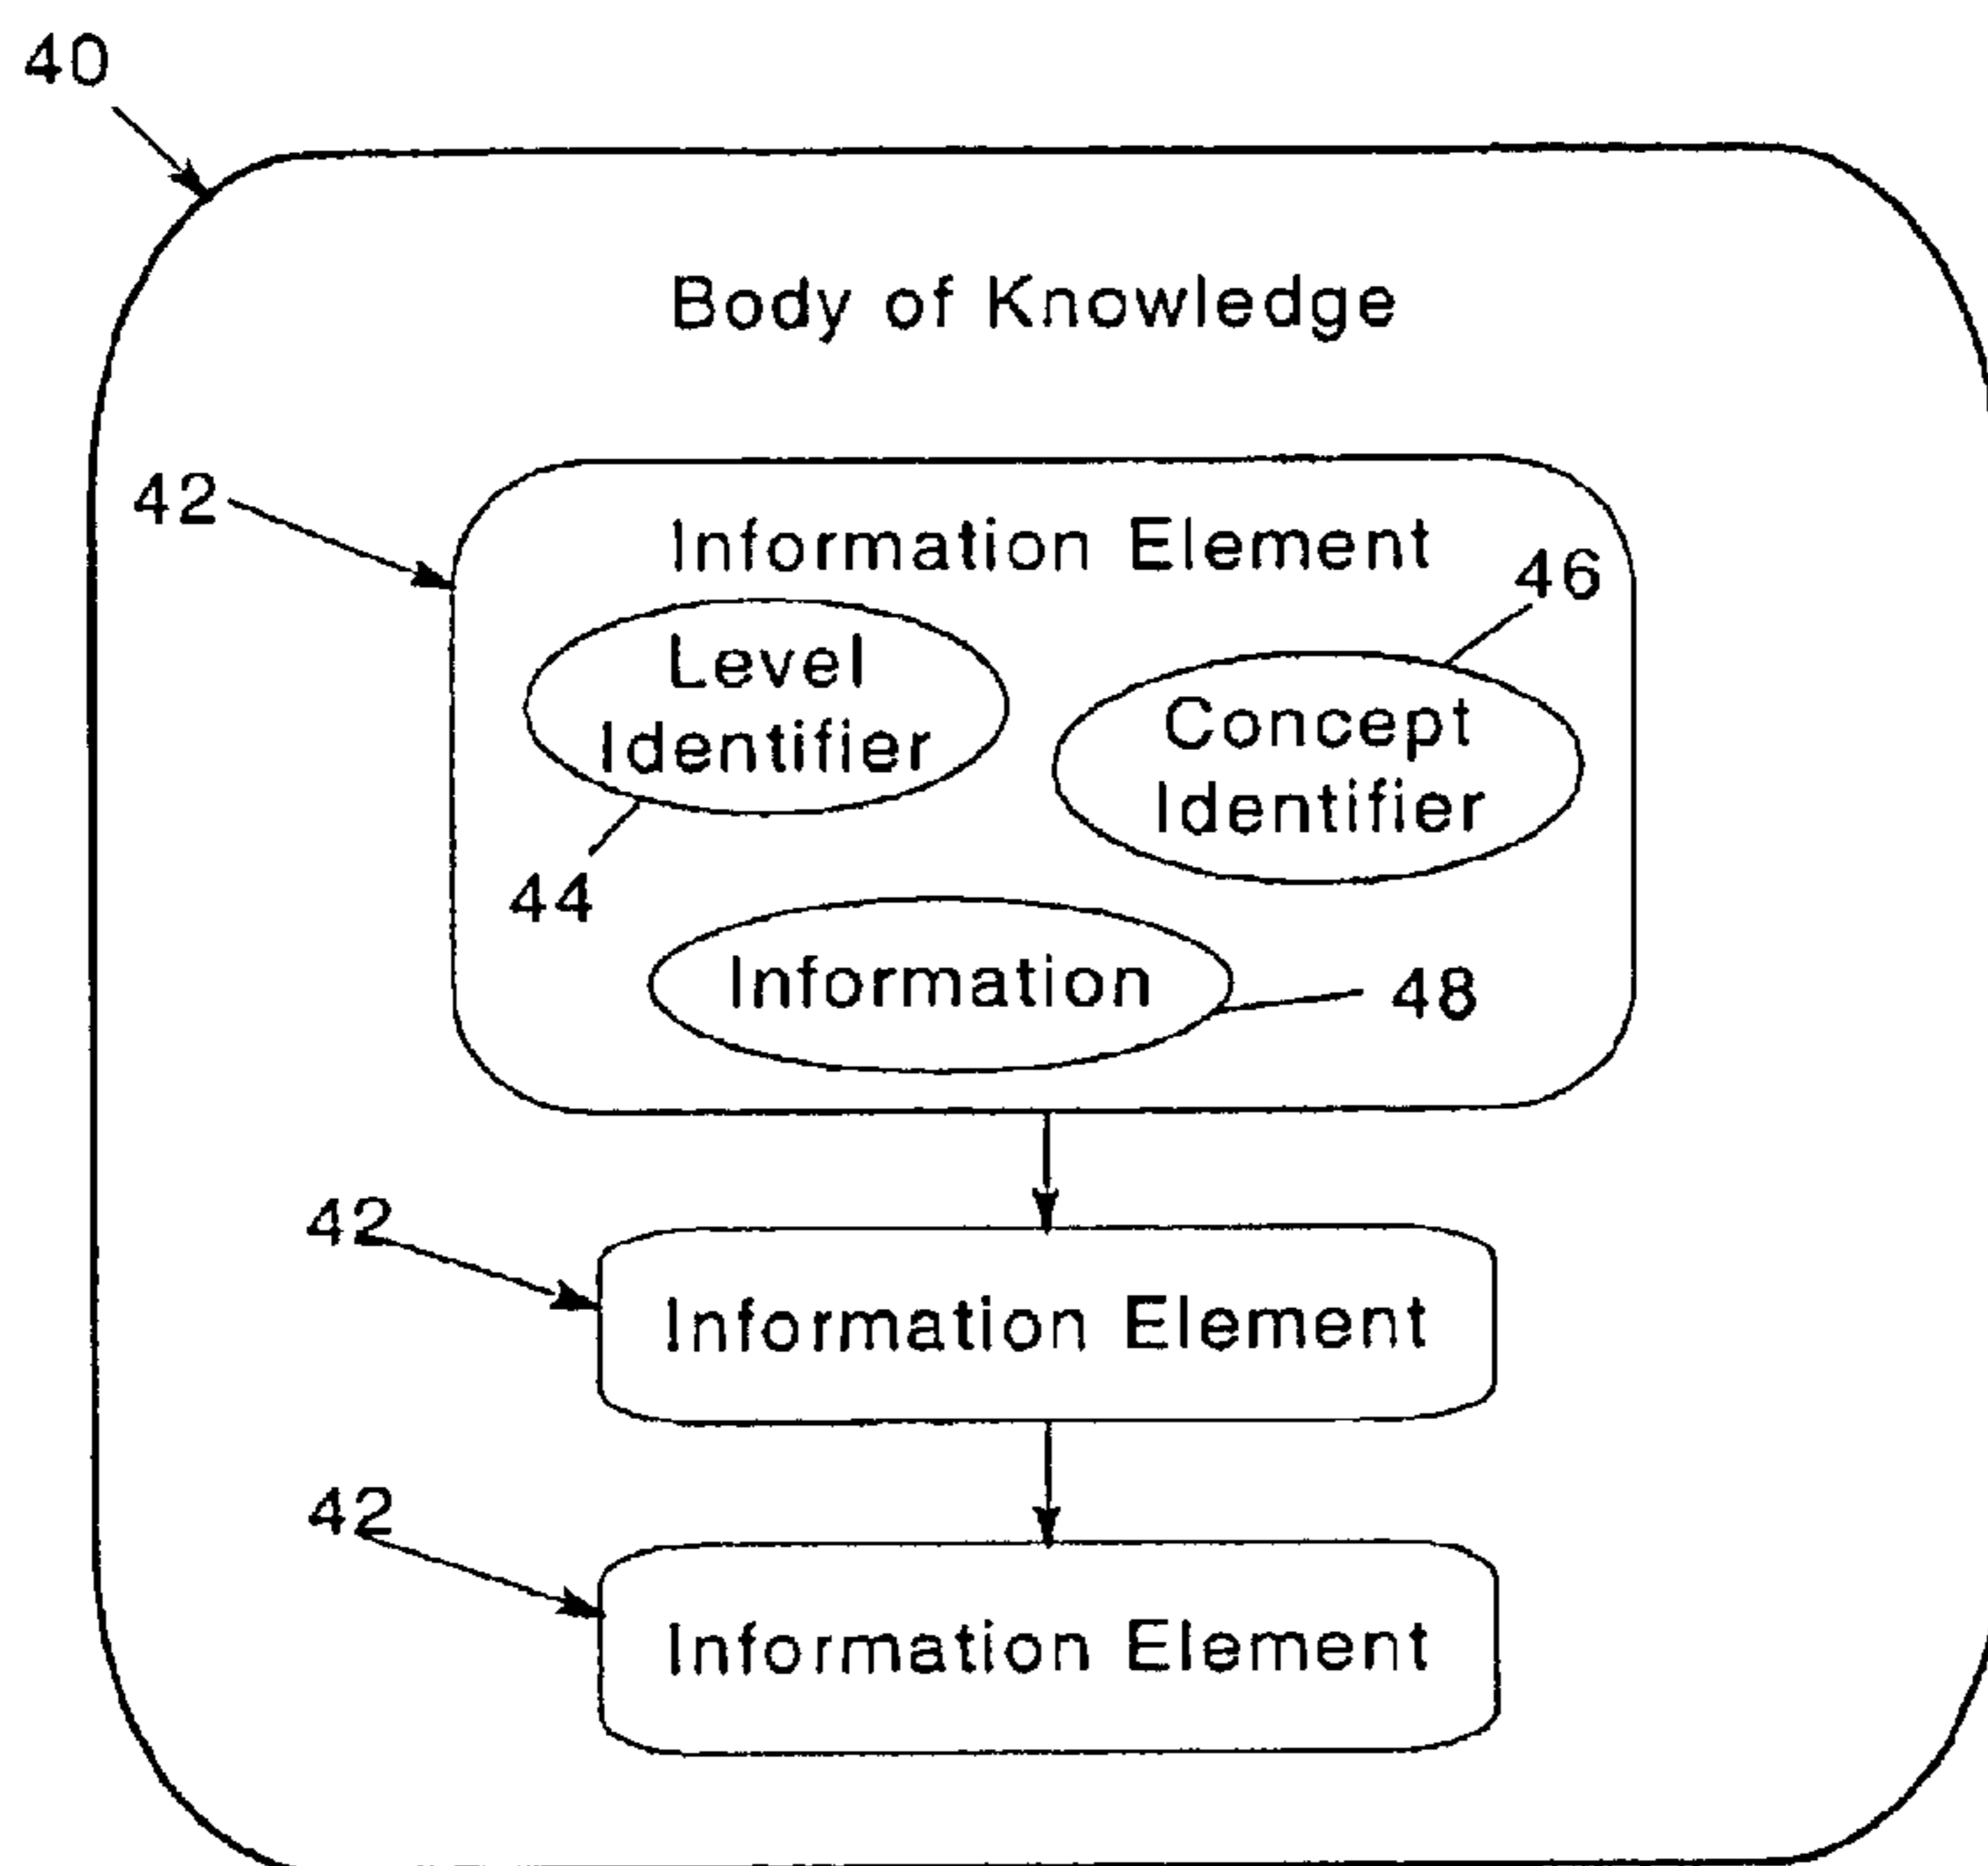 40
Body of Knowledge
42
Information Element
46
Level
Identifier
Concept
Identifier
44
Information
48
42
Information Element
42
Information Element